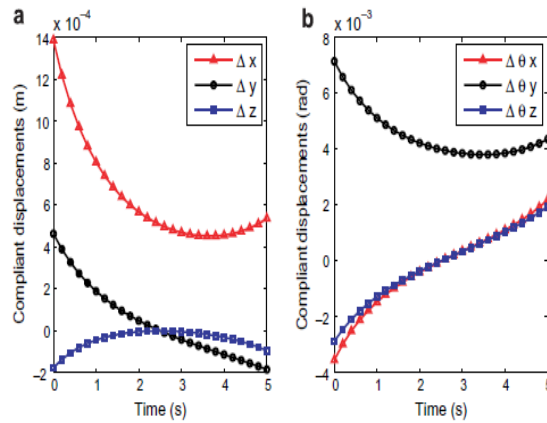 a
x 10⁻⁴
14
12
10
8
6
4
2
0
−2
Compliant displacements (m)
Δ x
Δ y
Δ z
0 1 2 3 4 5
Time (s)
b
x 10⁻³
8
6
4
2
0
−2
−4
Compliant displacements (rad)
Δ θ x
Δ θ y
Δ θ z
0 1 2 3 4 5
Time (s)